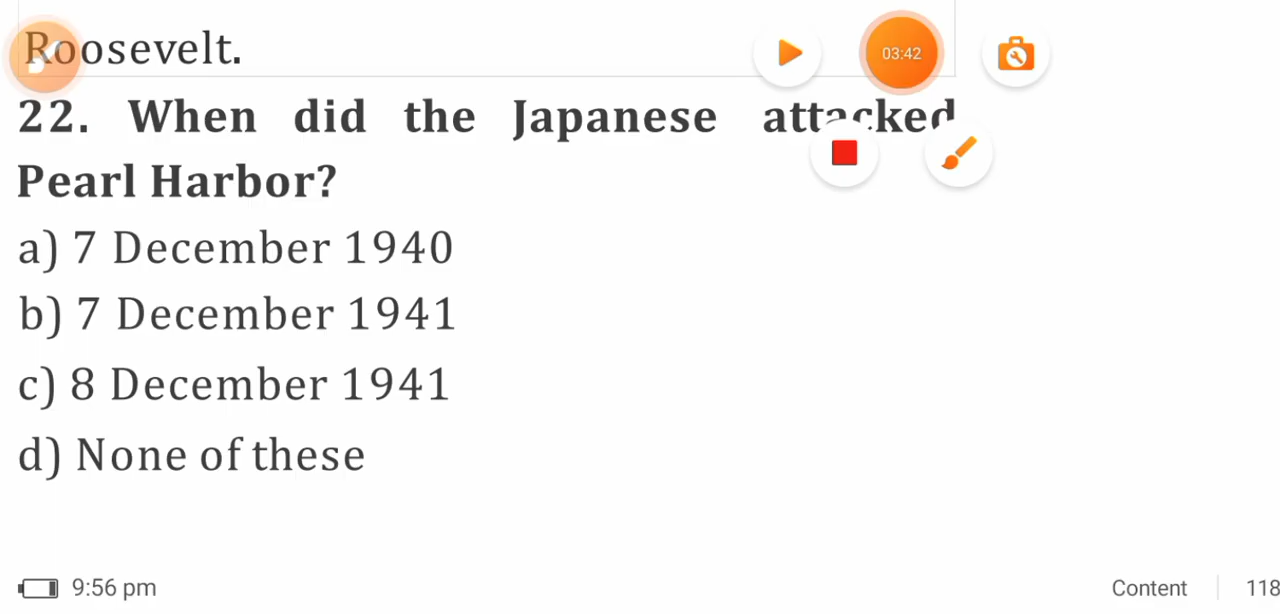 Roosevelt.
03:42
22. When did the Japanese attacked
Pearl Harbor?
a) 7 December 1940
b) 7 December 1941
c) 8 December 1941
d) None of these
9:56 pm
Content
118